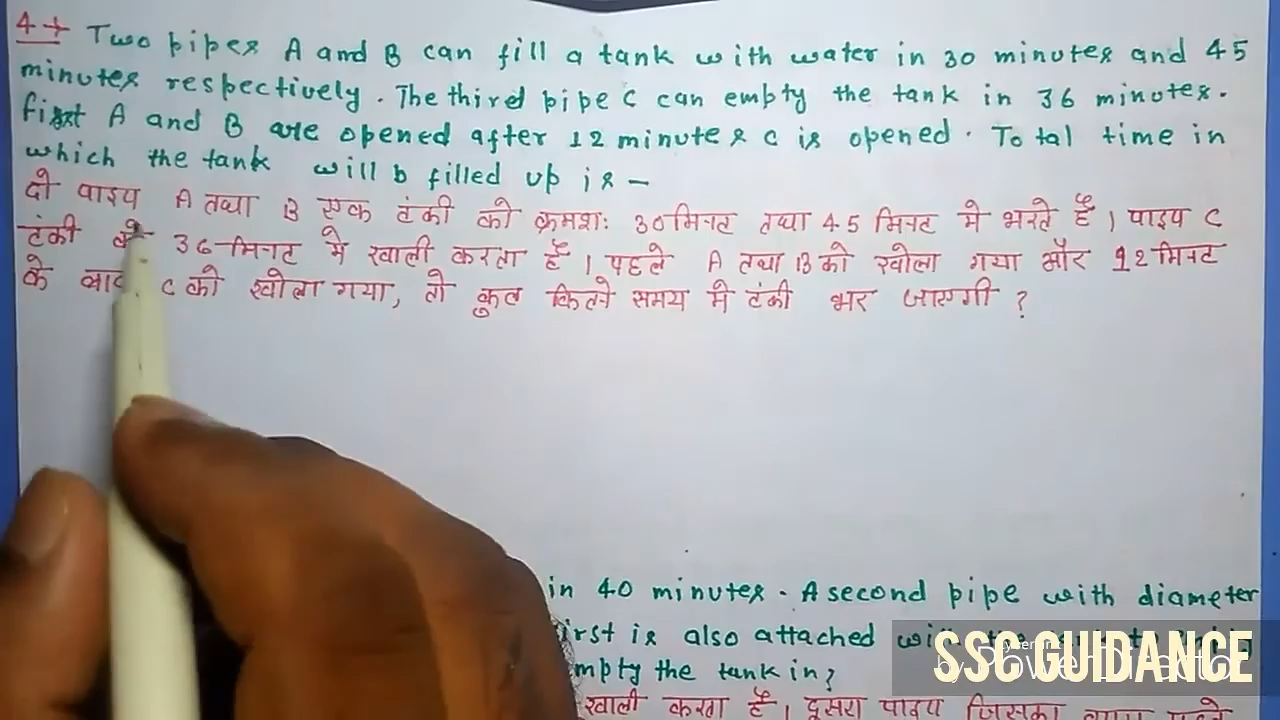 4→ Two pipes A and B can fill a tank with water in 30 minutes and 45
minutes respectively. The third pipe C can empty the tank in 36 minutes.
first A and B are opened after 12 minutes C is opened. Total time in
which the tank will b filled up is –
दो पाइप A तथा B एक टंकी को क्रमशः 30 मिनट तथा 45 मिनट मे भरते हैं। पाइप C
टंकी 36 मिनट में खाली करता हैं। पहले A तथा B को खोला गया और 12 मिनट
के बाद C को खोला गया, तो कुल कितने समय मे टंकी भर जाएगी ?
in 40 minutes. A second pipe with diameter
first is also attached
empty the tank in?
खाली करता हैं। दूसरा पाइप जिसका
SSC GUIDANCE